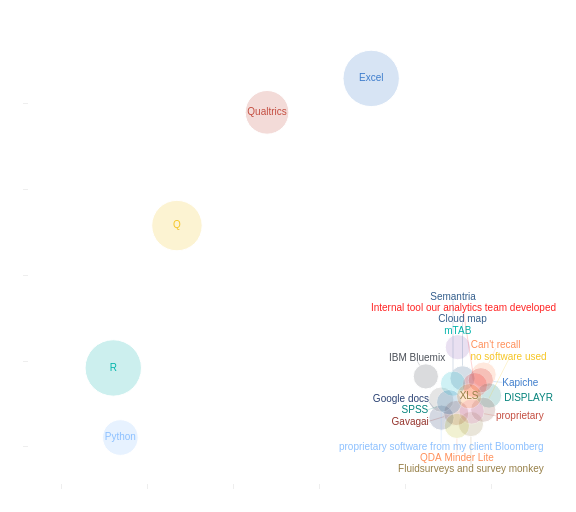 Excel
Qualtrics
Q
Semantria
Internal tool our analytics team developed
Cloud map
mTAB
Can't recall
no software used
IBM Bluemix
R
Kapiche
XLS
DISPLAYR
Google docs
SPSS
proprietary
Gavagai
Python
proprietary software from my client Bloomberg
QDA Minder Lite
Fluidsurveys and survey monkey